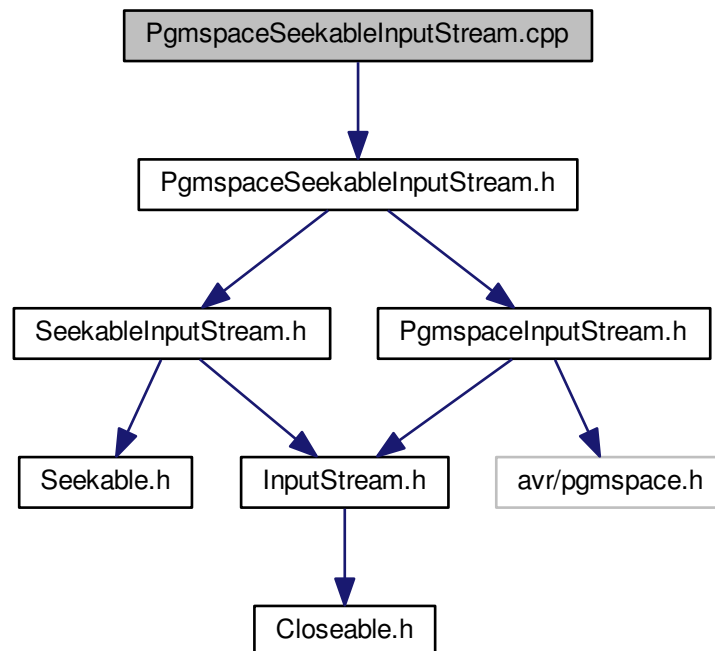 PgmspaceSeekableInputStream.cpp
PgmspaceSeekableInputStream.h
SeekableInputStream.h
PgmspaceInputStream.h
Seekable.h
InputStream.h
avr/pgmspace.h
Closeable.h